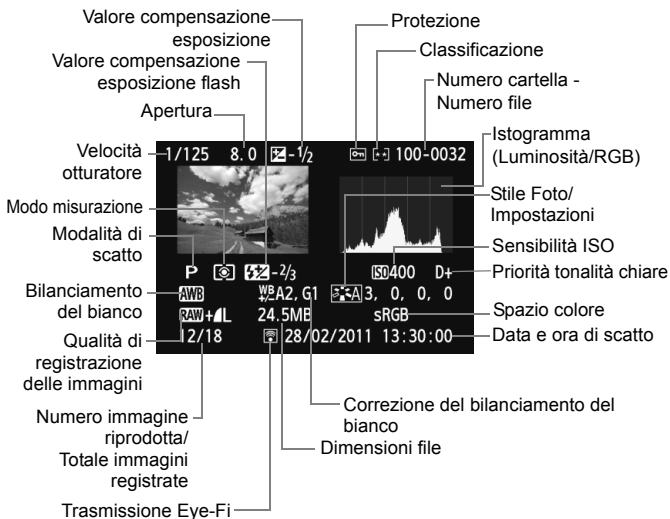 Valore compensazione
esposizione
Valore compensazione
esposizione flash
Apertura
Velocità
otturatore
Modo misurazione
Modalità di
scatto
Bilanciamento
del bianco
Qualità di
registrazione
delle immagini
Numero immagine
riprodotta/
Totale immagini
registrate
Trasmissione Eye-Fi
Protezione
Classificazione
Numero cartella -
Numero file
Istogramma
(Luminosità/RGB)
Stile Foto/
Impostazioni
Sensibilità ISO
Priorità tonalità chiare
Spazio colore
Data e ora di scatto
Correzione del bilanciamento del
bianco
Dimensioni file
1/125 8.0 -1/2 100-0032
P -2/3 ISO400 D+
AWB WB+/- A2, G1 A 3, 0, 0, 0
RAW+L 24.5MB sRGB
12/18 28/02/2011 13:30:00